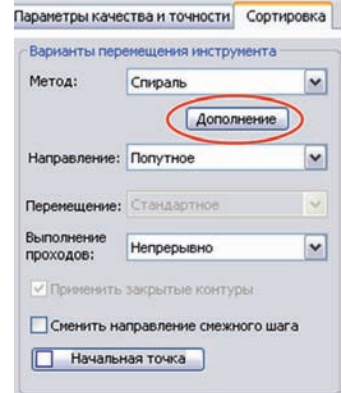 Параметры качества и точности Сортировка
Варианты перемещения инструмента
Метод: Спираль
Дополнение
Направление: Попутное
Перемещение: Стандартное
Выполнение проходов: Непрерывно
Применить закрытые контуры
Сменить направление смежного шага
Начальная точка